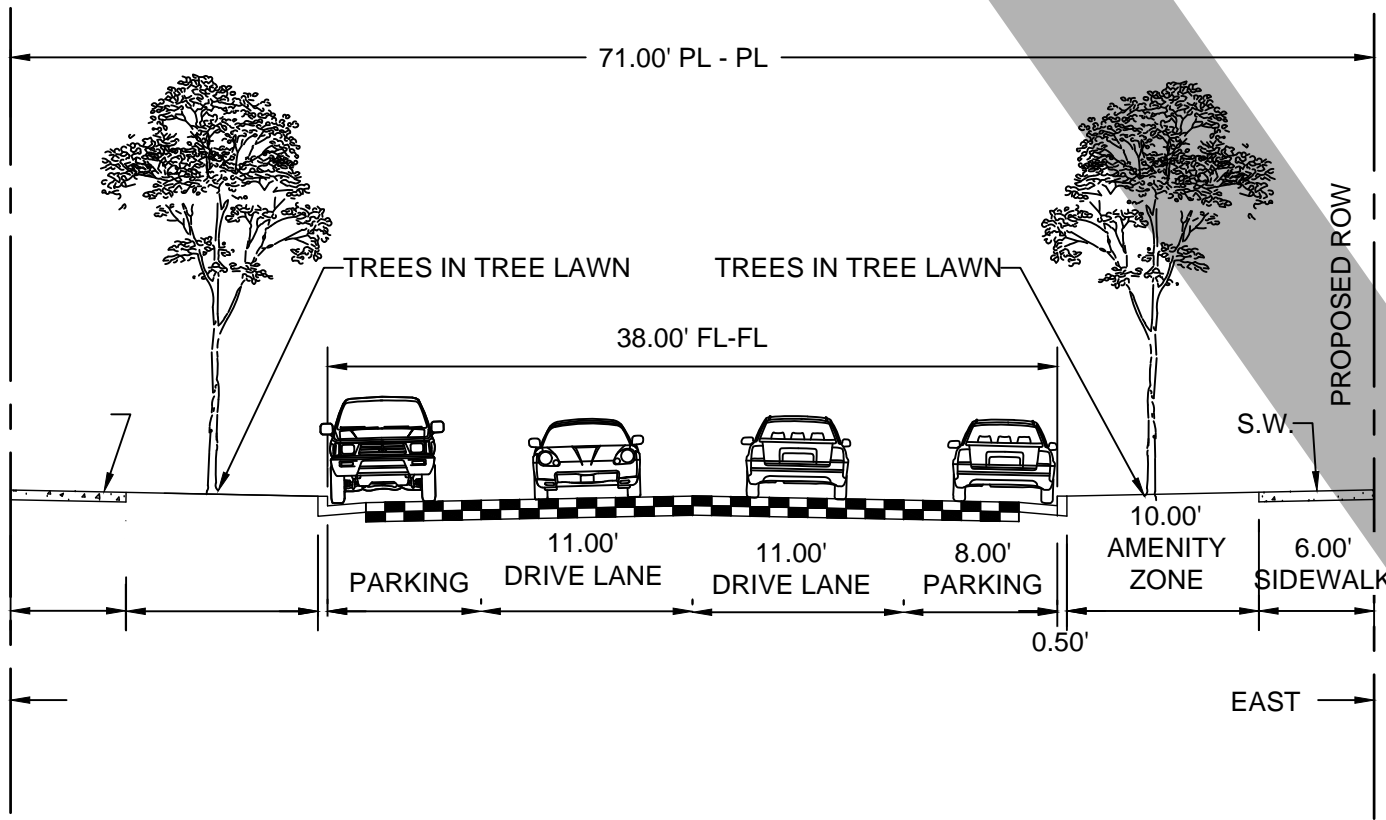 71.00' PL - PL
TREES IN TREE LAWN
TREES IN TREE LAWN
38.00' FL-FL
PROPOSED ROW
S.W.
PARKING
11.00'
DRIVE LANE
11.00'
DRIVE LANE
8.00'
PARKING
10.00'
AMENITY
ZONE
6.00'
SIDEWALK
0.50'
EAST